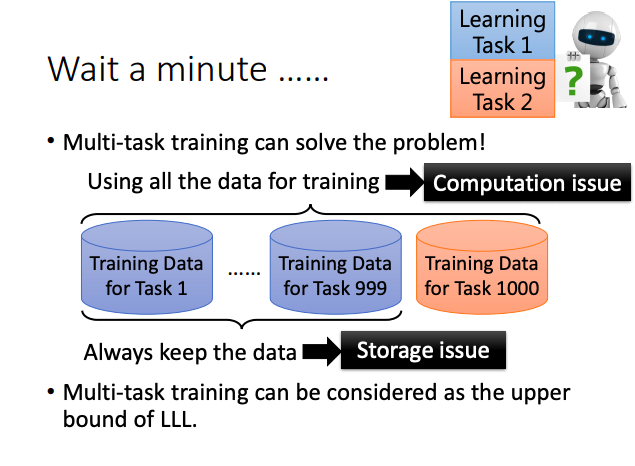 Learning
Task 1
Learning
Task 2
?
Wait a minute ……
• Multi-task training can solve the problem!
Using all the data for training
Computation issue
Training Data
for Task 1
……
Training Data
for Task 999
Training Data
for Task 1000
Always keep the data
Storage issue
• Multi-task training can be considered as the upper
bound of LLL.